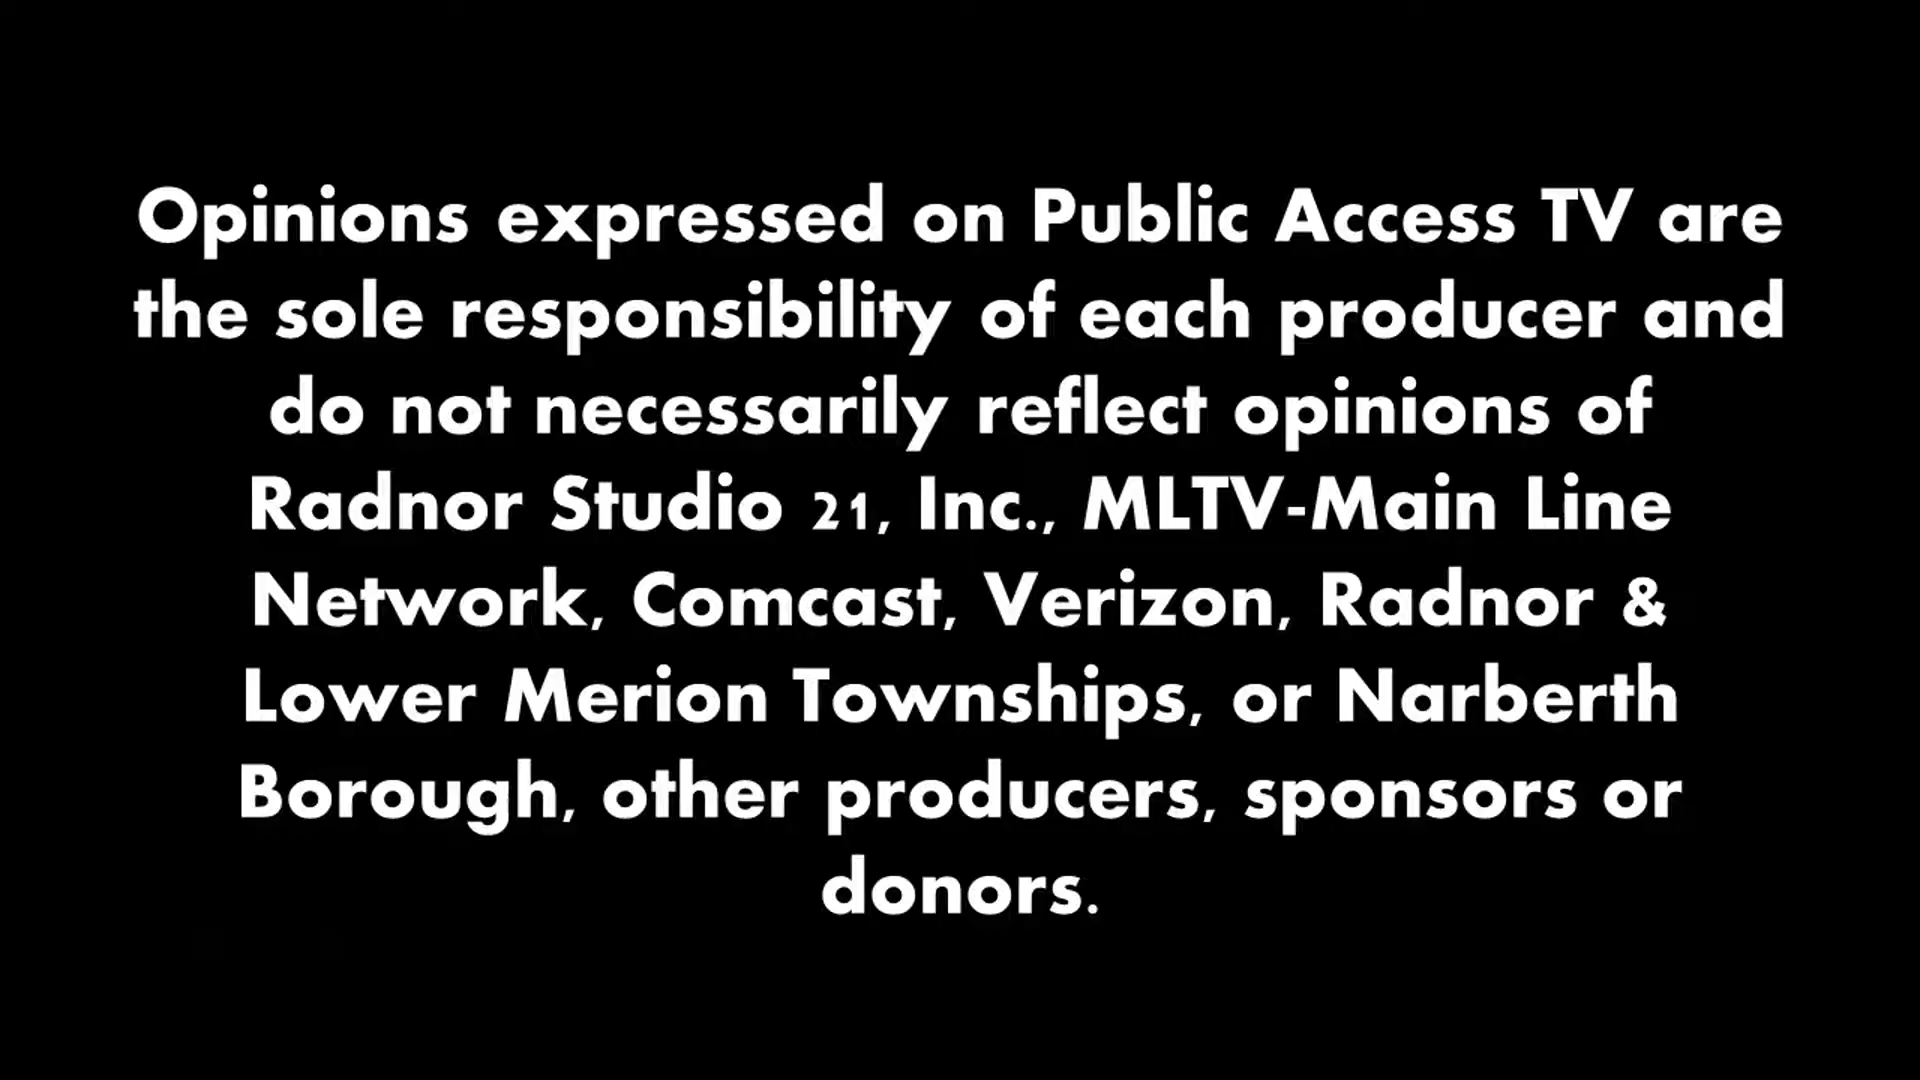 Opinions expressed on Public Access TV are
the sole responsibility of each producer and
do not necessarily reflect opinions of
Radnor Studio 21, Inc., MLTV-Main Line
Network, Comcast, Verizon, Radnor &
Lower Merion Townships, or Narberth
Borough, other producers, sponsors or
donors.